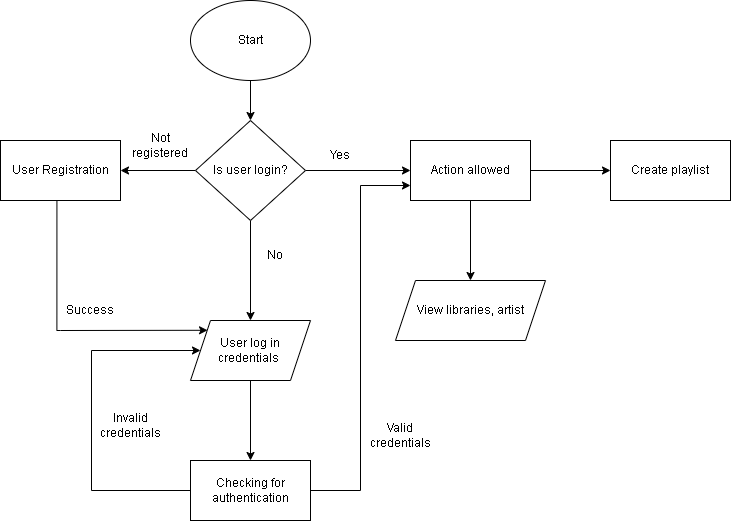 Start
Not
registered
Is user login?
Yes
User Registration
Action allowed
Create playlist
No
Success
View libraries, artist
User log in
credentials
Invalid
credentials
Valid
credentials
Checking for
authentication